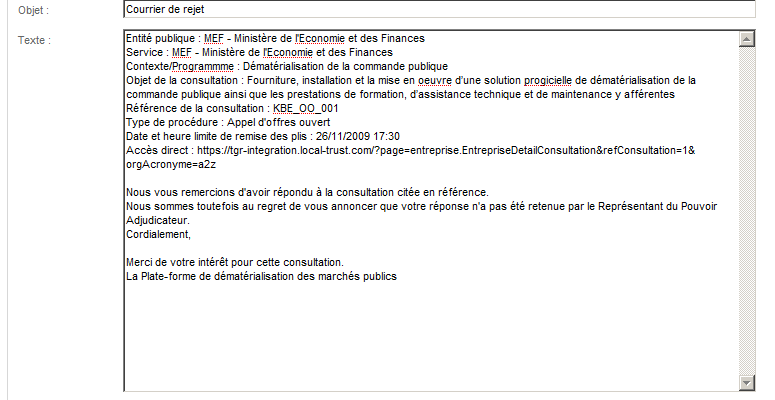 Objet :
Courrier de rejet
Texte :
Entité publique : MEF - Ministère de l'Economie et des Finances
Service : MEF - Ministère de l'Economie et des Finances
Contexte/Programmme : Dématérialisation de la commande publique
Objet de la consultation : Fourniture, installation et la mise en oeuvre d'une solution progicielle de dématérialisation de la
commande publique ainsi que les prestations de formation, d'assistance technique et de maintenance y afférentes
Référence de la consultation : KBE_OO_001
Type de procédure : Appel d'offres ouvert
Date et heure limite de remise des plis : 26/11/2009 17:30
Accès direct : https://tgr-integration.local-trust.com/?page=entreprise.EntrepriseDetailConsultation&refConsultation=1&
orgAcronyme=a2z
Nous vous remercions d'avoir répondu à la consultation citée en référence.
Nous sommes toutefois au regret de vous annoncer que votre réponse n'a pas été retenue par le Représentant du Pouvoir
Adjudicateur.
Cordialement,
Merci de votre intérêt pour cette consultation.
La Plate-forme de dématérialisation des marchés publics